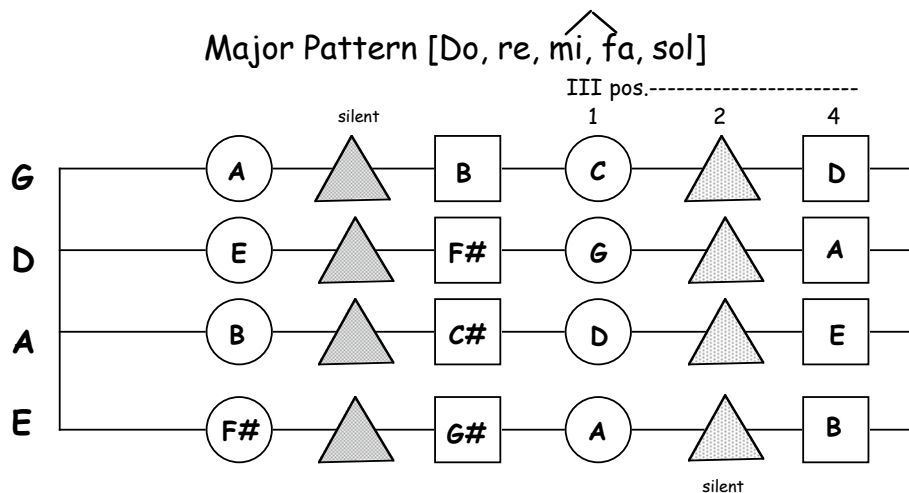 Major Pattern [Do, re, mi, fa, sol]
III pos.-----------------------
silent 1 2 4
G A B C D
D E F# G A
A B C# D E
E F# G# A B
silent